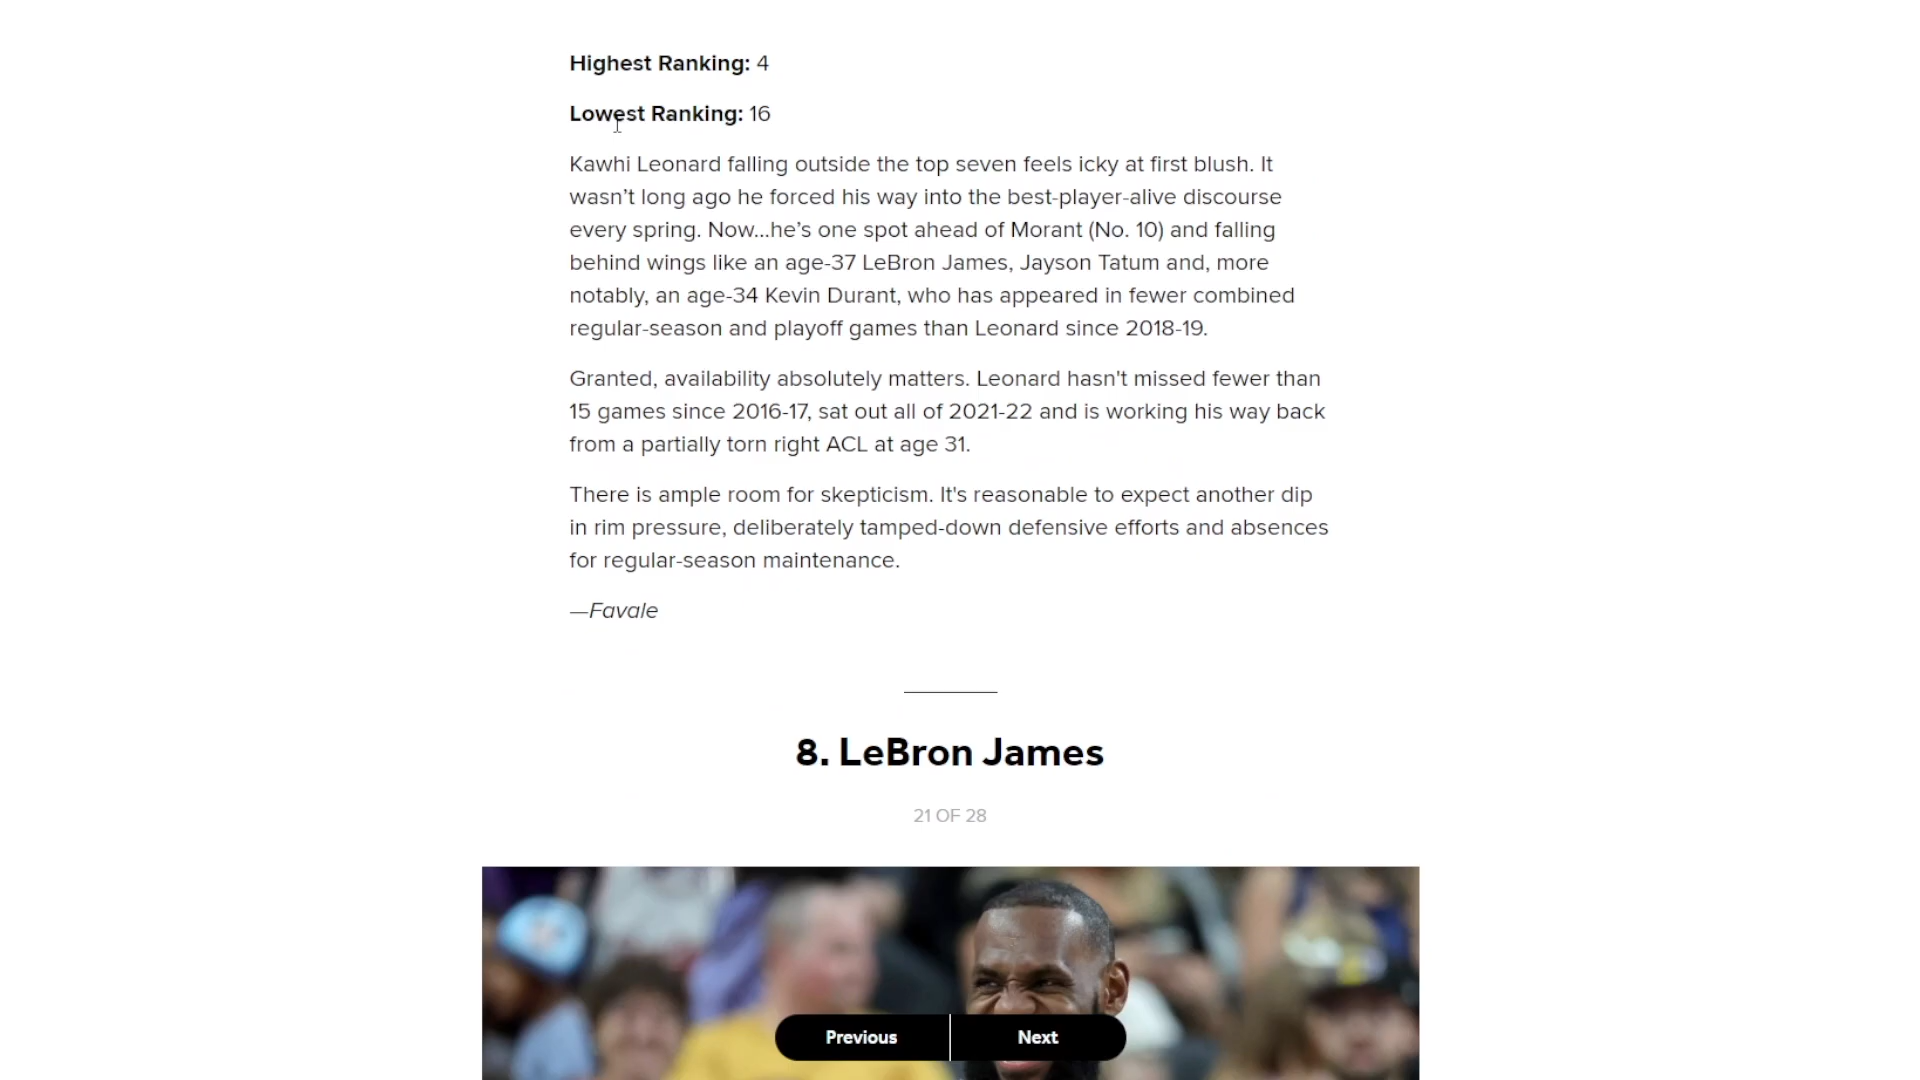 Highest Ranking: 4
Lowest Ranking: 16
Kawhi Leonard falling outside the top seven feels icky at first blush. It
wasn’t long ago he forced his way into the best-player-alive discourse
every spring. Now...he’s one spot ahead of Morant (No. 10) and falling
behind wings like an age-37 LeBron James, Jayson Tatum and, more
notably, an age-34 Kevin Durant, who has appeared in fewer combined
regular-season and playoff games than Leonard since 2018-19.
Granted, availability absolutely matters. Leonard hasn't missed fewer than
15 games since 2016-17, sat out all of 2021-22 and is working his way back
from a partially torn right ACL at age 31.
There is ample room for skepticism. It's reasonable to expect another dip
in rim pressure, deliberately tamped-down defensive efforts and absences
for regular-season maintenance.
—Favale
8. LeBron James
21 OF 28
Previous
Next